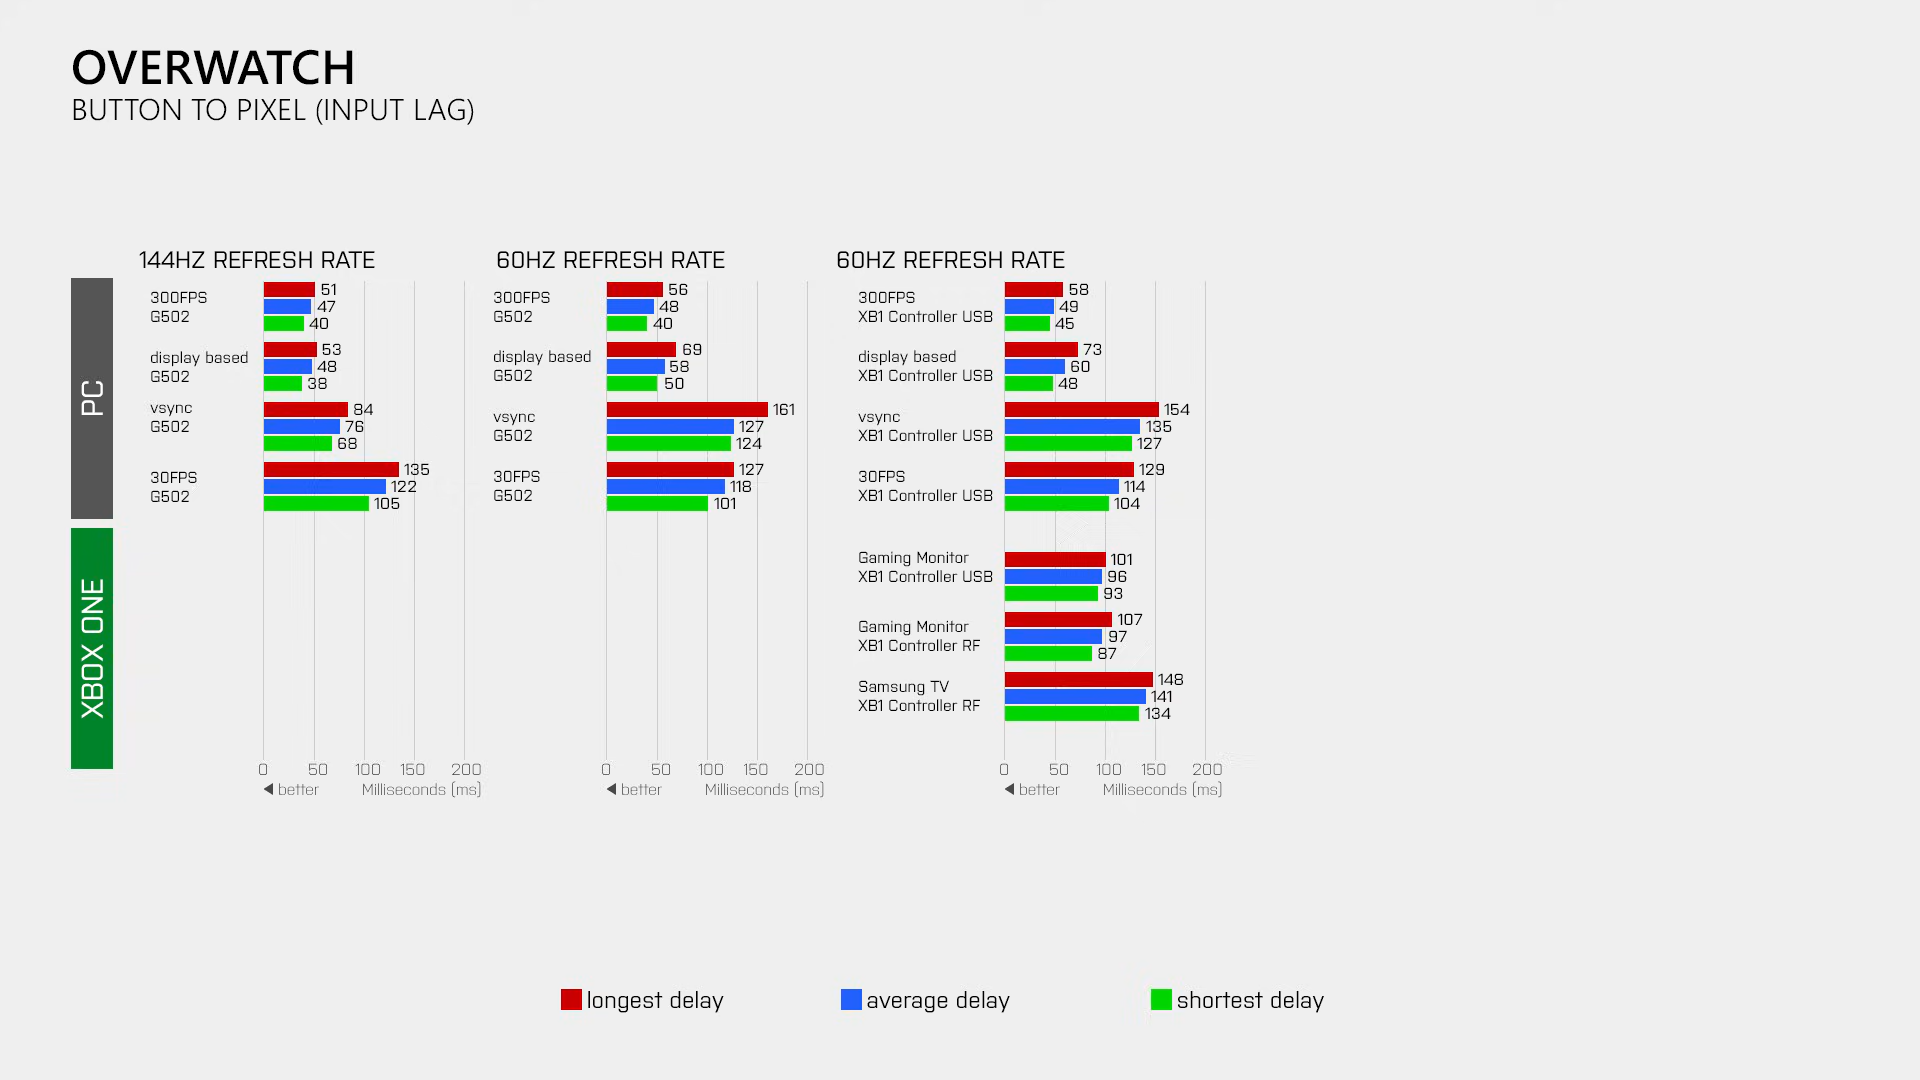 OVERWATCH
BUTTON TO PIXEL (INPUT LAG)
144HZ REFRESH RATE
PC
300FPS
G502
51
47
40
display based
G502
53
48
38
vsync
G502
84
76
68
30FPS
G502
135
122
105
0 50 100 150 200
◀ better Milliseconds (ms)
60HZ REFRESH RATE
300FPS
G502
56
48
40
display based
G502
69
58
50
vsync
G502
161
127
124
30FPS
G502
127
118
101
0 50 100 150 200
◀ better Milliseconds (ms)
60HZ REFRESH RATE
300FPS
XB1 Controller USB
58
49
45
display based
XB1 Controller USB
73
60
48
vsync
XB1 Controller USB
154
135
127
30FPS
XB1 Controller USB
129
114
104
XBOX ONE
Gaming Monitor
XB1 Controller USB
101
96
93
Gaming Monitor
XB1 Controller RF
107
97
87
Samsung TV
XB1 Controller RF
148
141
134
0 50 100 150 200
◀ better Milliseconds (ms)
longest delay
average delay
shortest delay